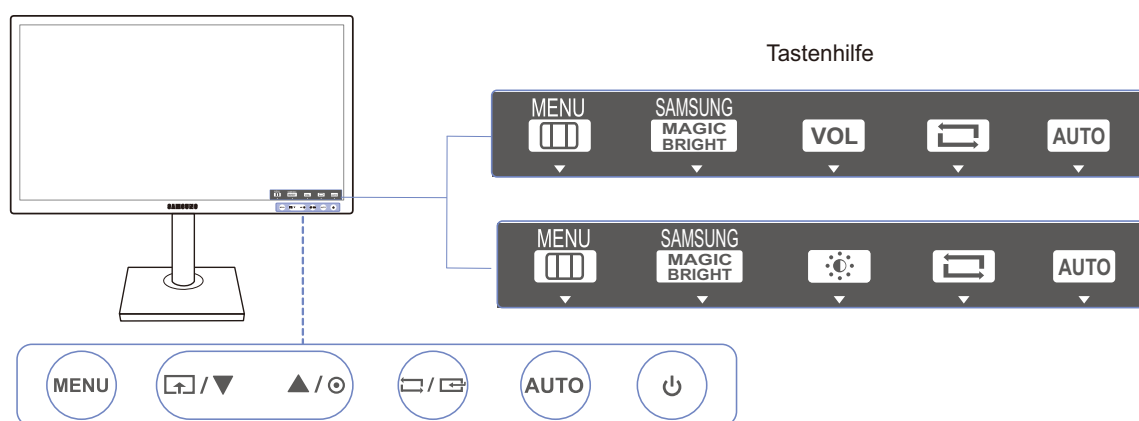 Tastenhilfe
MENU SAMSUNG
MAGIC
BRIGHT VOL AUTO
SAMSUNG
MENU SAMSUNG
MAGIC
BRIGHT AUTO
MENU / ▼ ▲ / / AUTO